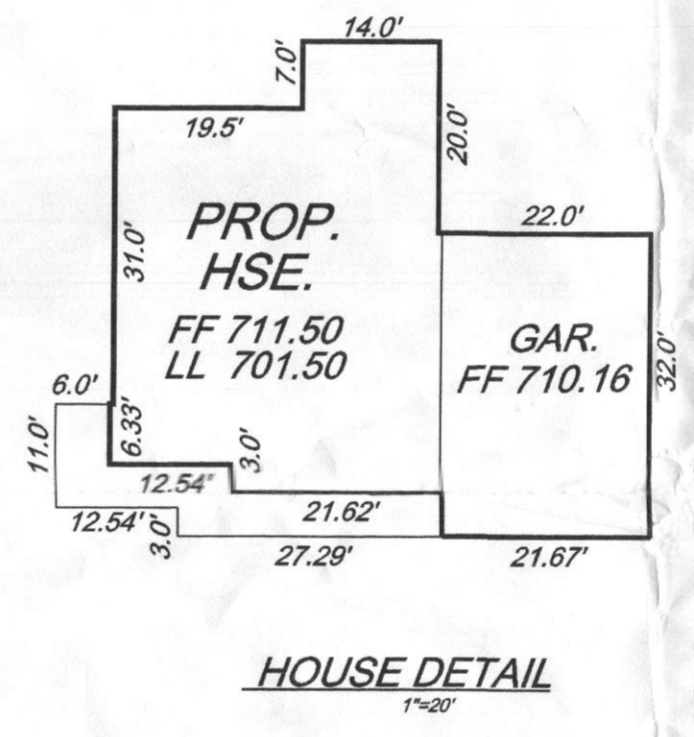 14.0'
7.0'
19.5'
20.0'
22.0'
31.0'
PROP.
HSE.
FF 711.50
LL 701.50
GAR.
FF 710.16
32.0'
6.0'
11.0'
6.33'
12.54'
3.0'
21.62'
12.54'
3.0'
27.29'
21.67'
HOUSE DETAIL
1"=20'